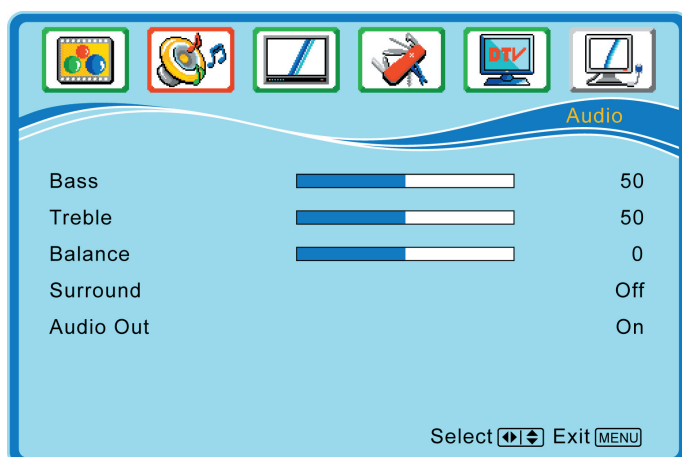 DTV
Audio
Bass 50
Treble 50
Balance 0
Surround Off
Audio Out On
Select Exit MENU